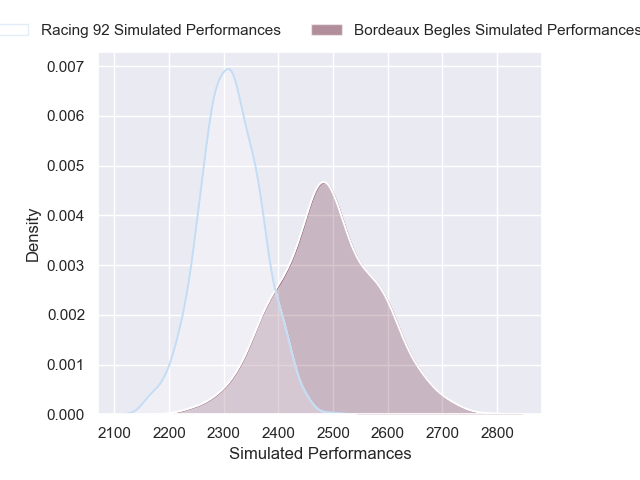 Racing 92 Simulated Performances Bordeaux Begles Simulated Performances
0.007
0.006
0.005
0.004
0.003
0.002
0.001
0.000
Density
2100 2200 2300 2400 2500 2600 2700 2800
Simulated Performances